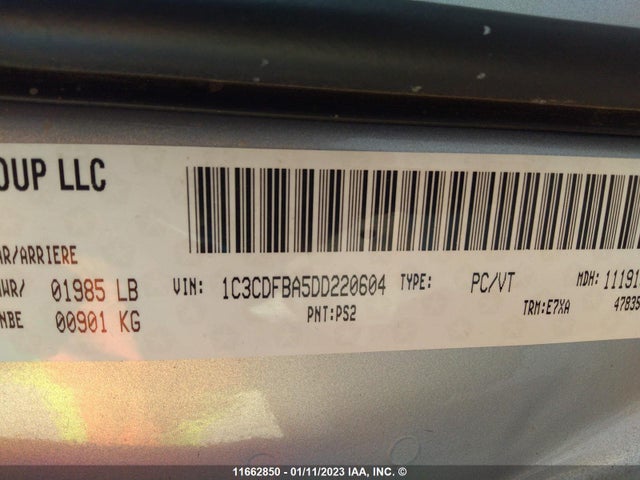 OUP LLC
AR/ARRIERE
WR/ 01985 LB VIN: 1C3CDFBA5DD220604 TYPE: PC/VT MDH: 11191
NBE 00901 KG PNT:PS2 TRM:E7XA 47835
11662850 - 01/11/2023 IAA, INC. ©